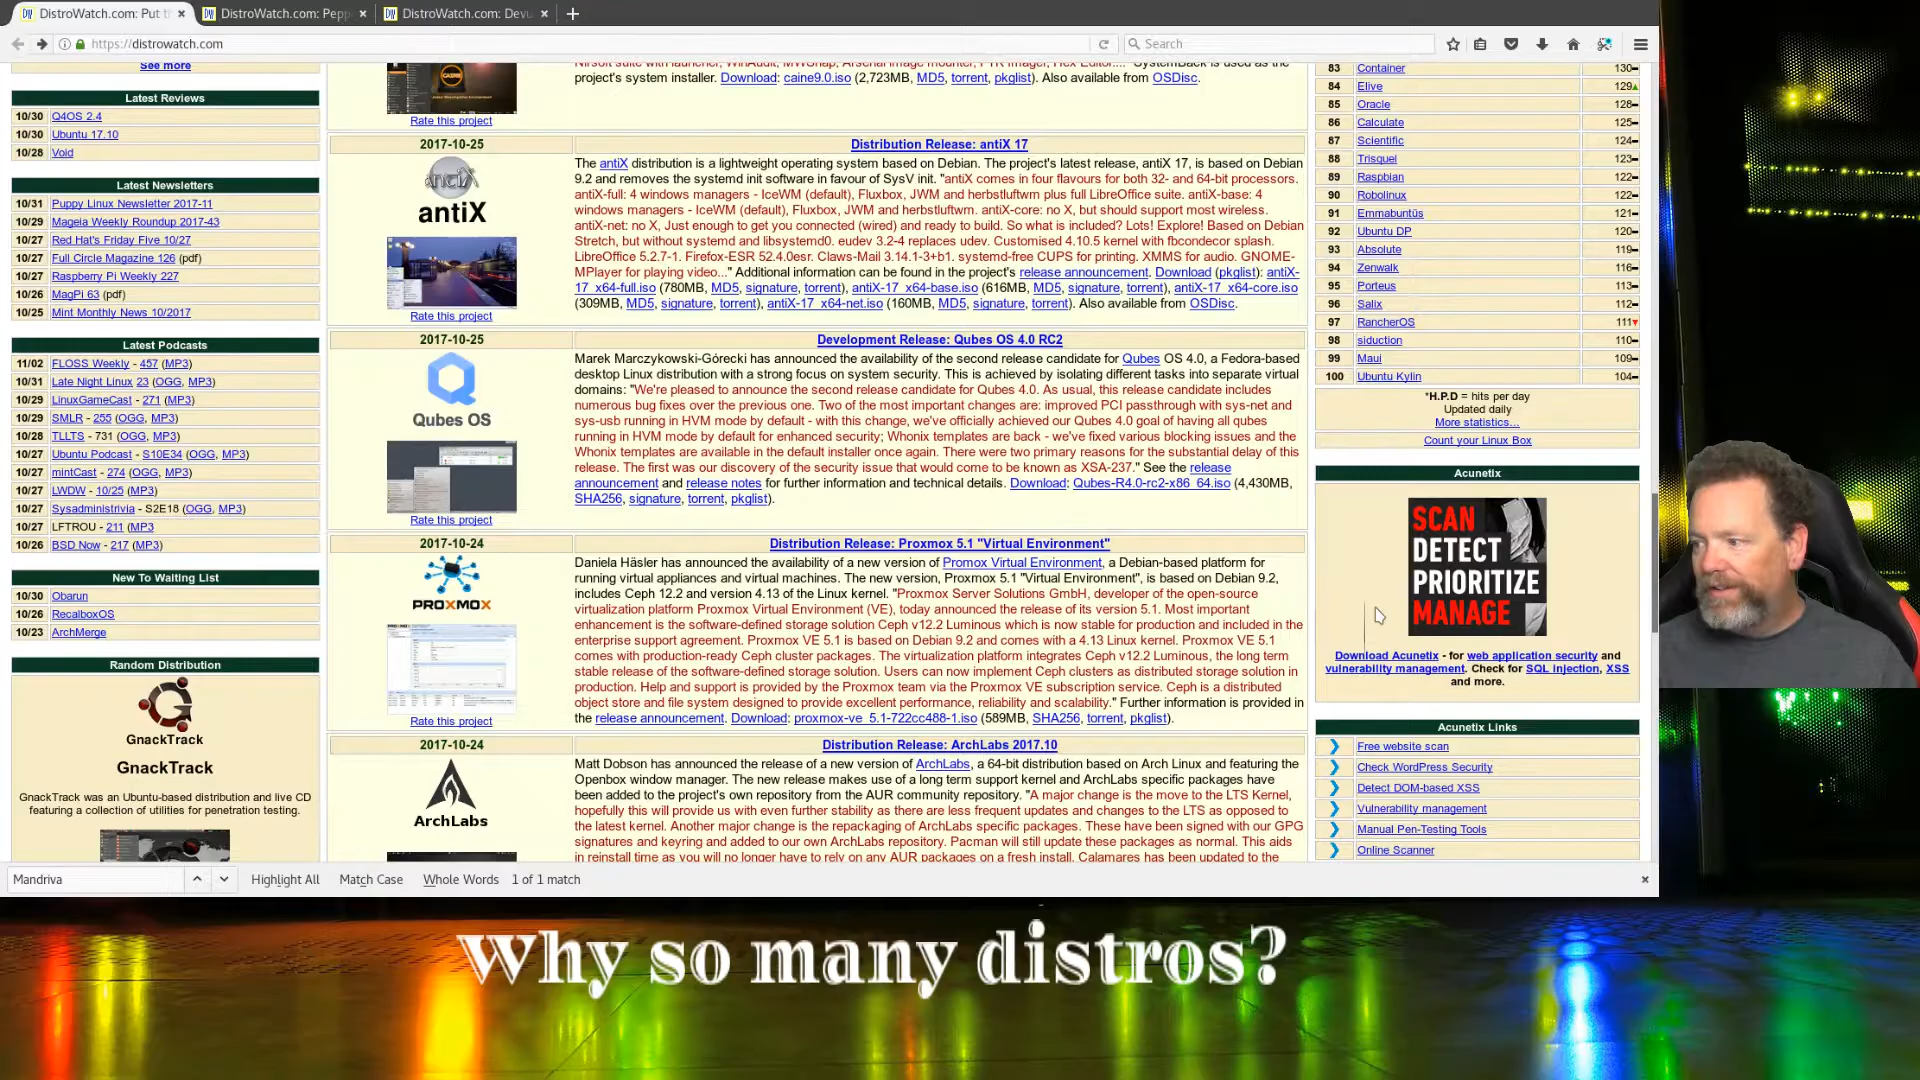 DistroWatch.com: Put t
DistroWatch.com: Pepp
DistroWatch.com: Devu
https://distrowatch.com
Search
See more
Latest Reviews
10/30 Q4OS 2.4
10/30 Ubuntu 17.10
10/28 Void
Latest Newsletters
10/31 Puppy Linux Newsletter 2017-11
10/29 Mageia Weekly Roundup 2017-43
10/27 Red Hat's Friday Five 10/27
10/27 Full Circle Magazine 126 (pdf)
10/27 Raspberry Pi Weekly 227
10/26 MagPi 63 (pdf)
10/25 Mint Monthly News 10/2017
Latest Podcasts
11/02 FLOSS Weekly - 457 (MP3)
10/31 Late Night Linux 23 (OGG, MP3)
10/29 LinuxGameCast - 271 (MP3)
10/29 SMLR - 255 (OGG, MP3)
10/28 TLLTS - 731 (OGG, MP3)
10/27 Ubuntu Podcast - S10E34 (OGG, MP3)
10/27 mintCast - 274 (OGG, MP3)
10/27 LWDW - 10/25 (MP3)
10/27 Sysadministrivia - S2E18 (OGG, MP3)
10/27 LFTROU - 211 (MP3
10/26 BSD Now - 217 (MP3)
New To Waiting List
10/30 Obarun
10/26 RecalboxOS
10/23 ArchMerge
Random Distribution
GnackTrack
GnackTrack
GnackTrack was an Ubuntu-based distribution and live CD
featuring a collection of utilities for penetration testing.
project's system installer. Download: caine9.0.iso (2,723MB, MD5, torrent, pkglist). Also available from OSDisc.
Rate this project
2017-10-25
Distribution Release: antiX 17
antiX
antiX
Rate this project
The antiX distribution is a lightweight operating system based on Debian. The project's latest release, antiX 17, is based on Debian
9.2 and removes the systemd init software in favour of SysV init. "antiX comes in four flavours for both 32- and 64-bit processors.
antiX-full: 4 windows managers - IceWM (default), Fluxbox, JWM and herbstluftwm plus full LibreOffice suite. antiX-base: 4
windows managers - IceWM (default), Fluxbox, JWM and herbstluftwm. antiX-core: no X, but should support most wireless.
antiX-net: no X, Just enough to get you connected (wired) and ready to build. So what is included? Lots! Explore! Based on Debian
Stretch, but without systemd and libsystemd0. eudev 3.2-4 replaces udev. Customised 4.10.5 kernel with fbcondecor splash.
LibreOffice 5.2.7-1. Firefox-ESR 52.4.0esr. Claws-Mail 3.14.1-3+b1. systemd-free CUPS for printing. XMMS for audio. GNOME-
MPlayer for playing video..." Additional information can be found in the project's release announcement. Download (pkglist): antiX-
17_x64-full.iso (780MB, MD5, signature, torrent), antiX-17_x64-base.iso (616MB, MD5, signature, torrent), antiX-17_x64-core.iso
(309MB, MD5, signature, torrent), antiX-17_x64-net.iso (160MB, MD5, signature, torrent). Also available from OSDisc.
2017-10-25
Development Release: Qubes OS 4.0 RC2
Qubes OS
Rate this project
Marek Marczykowski-Górecki has announced the availability of the second release candidate for Qubes OS 4.0, a Fedora-based
desktop Linux distribution with a strong focus on system security. This is achieved by isolating different tasks into separate virtual
domains: "We're pleased to announce the second release candidate for Qubes 4.0. As usual, this release candidate includes
numerous bug fixes over the previous one. Two of the most important changes are: improved PCI passthrough with sys-net and
sys-usb running in HVM mode by default - with this change, we've officially achieved our Qubes 4.0 goal of having all qubes
running in HVM mode by default for enhanced security; Whonix templates are back - we've fixed various blocking issues and the
Whonix templates are available in the default installer once again. There were two primary reasons for the substantial delay of this
release. The first was our discovery of the security issue that would come to be known as XSA-237." See the release
announcement and release notes for further information and technical details. Download: Qubes-R4.0-rc2-x86_64.iso (4,430MB,
SHA256, signature, torrent, pkglist).
2017-10-24
Distribution Release: Proxmox 5.1 "Virtual Environment"
PROXMOX
Rate this project
Daniela Häsler has announced the availability of a new version of Promox Virtual Environment, a Debian-based platform for
running virtual appliances and virtual machines. The new version, Proxmox 5.1 "Virtual Environment", is based on Debian 9.2,
includes Ceph 12.2 and version 4.13 of the Linux kernel. "Proxmox Server Solutions GmbH, developer of the open-source
virtualization platform Proxmox Virtual Environment (VE), today announced the release of its version 5.1. Most important
enhancement is the software-defined storage solution Ceph v12.2 Luminous which is now stable for production and included in the
enterprise support agreement. Proxmox VE 5.1 is based on Debian 9.2 and comes with a 4.13 Linux kernel. Proxmox VE 5.1
comes with production-ready Ceph cluster packages. The virtualization platform integrates Ceph v12.2 Luminous, the long term
stable release of the software-defined storage solution. Users can now implement Ceph clusters as distributed storage solution in
production. Help and support is provided by the Proxmox team via the Proxmox VE subscription service. Ceph is a distributed
object store and file system designed to provide excellent performance, reliability and scalability." Further information is provided in
the release announcement. Download: proxmox-ve_5.1-722cc488-1.iso (589MB, SHA256, torrent, pkglist).
2017-10-24
Distribution Release: ArchLabs 2017.10
ArchLabs
Matt Dobson has announced the release of a new version of ArchLabs, a 64-bit distribution based on Arch Linux and featuring the
Openbox window manager. The new release makes use of a long term support kernel and ArchLabs specific packages have
been added to the project's own repository from the AUR community repository. "A major change is the move to the LTS Kernel,
hopefully this will provide us with even further stability as there are less frequent updates and changes to the LTS as opposed to
the latest kernel. Another major change is the repackaging of ArchLabs specific packages. These have been signed with our GPG
signatures and keyring and added to our own ArchLabs repository. Pacman will still update these packages as normal. This aids
in reinstall time as you will no longer have to rely on any AUR packages on a fresh install. Calamares has been updated to the
83 Container 130
84 Elive 129
85 Oracle 128
86 Calculate 125
87 Scientific 124
88 Trisquel 123
89 Raspbian 122
90 Robolinux 122
91 Emmabuntüs 121
92 Ubuntu DP 120
93 Absolute 119
94 Zenwalk 116
95 Porteus 113
96 Salix 112
97 RancherOS 111
98 siduction 110
99 Maui 109
100 Ubuntu Kylin 104
*H.P.D = hits per day
Updated daily
More statistics...
Count your Linux Box
Acunetix
SCAN
DETECT
PRIORITIZE
MANAGE
Download Acunetix - for web application security and
vulnerability management. Check for SQL injection, XSS
and more.
Acunetix Links
Free website scan
Check WordPress Security
Detect DOM-based XSS
Vulnerability management
Manual Pen-Testing Tools
Online Scanner
Mandriva
Highlight All
Match Case
Whole Words
1 of 1 match
Why so many distros?